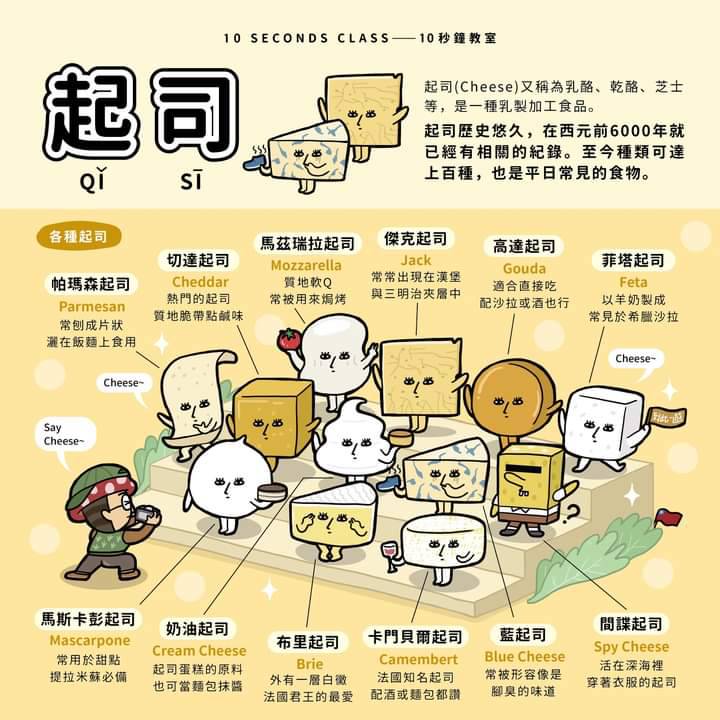 10 SECONDS CLASS——10秒鐘教室
起司
QǏ SĪ
起司(Cheese)又稱為乳酪、乾酪、芝士
等，是一種乳製加工食品。
起司歷史悠久，在西元前6000年就
已經有相關的紀錄。至今種類可達
上百種，也是平日常見的食物。
各種起司
帕瑪森起司
Parmesan
常刨成片狀
灑在飯麵上食用
切達起司
Cheddar
熱門的起司
質地脆帶點鹹味
馬茲瑞拉起司
Mozzarella
質地軟Q
常被用來焗烤
傑克起司
Jack
常常出現在漢堡
與三明治夾層中
高達起司
Gouda
適合直接吃
配沙拉或酒也行
菲塔起司
Feta
以羊奶製成
常見於希臘沙拉
Cheese~
Cheese~
Say
Cheese~
到此一遊
??
馬斯卡彭起司
Mascarpone
常用於甜點
提拉米蘇必備
奶油起司
Cream Cheese
起司蛋糕的原料
也可當麵包抹醬
布里起司
Brie
外有一層白黴
法國君王的最愛
卡門貝爾起司
Camembert
法國知名起司
配酒或麵包都讚
藍起司
Blue Cheese
常被形容像是
腳臭的味道
間諜起司
Spy Cheese
活在深海裡
穿著衣服的起司